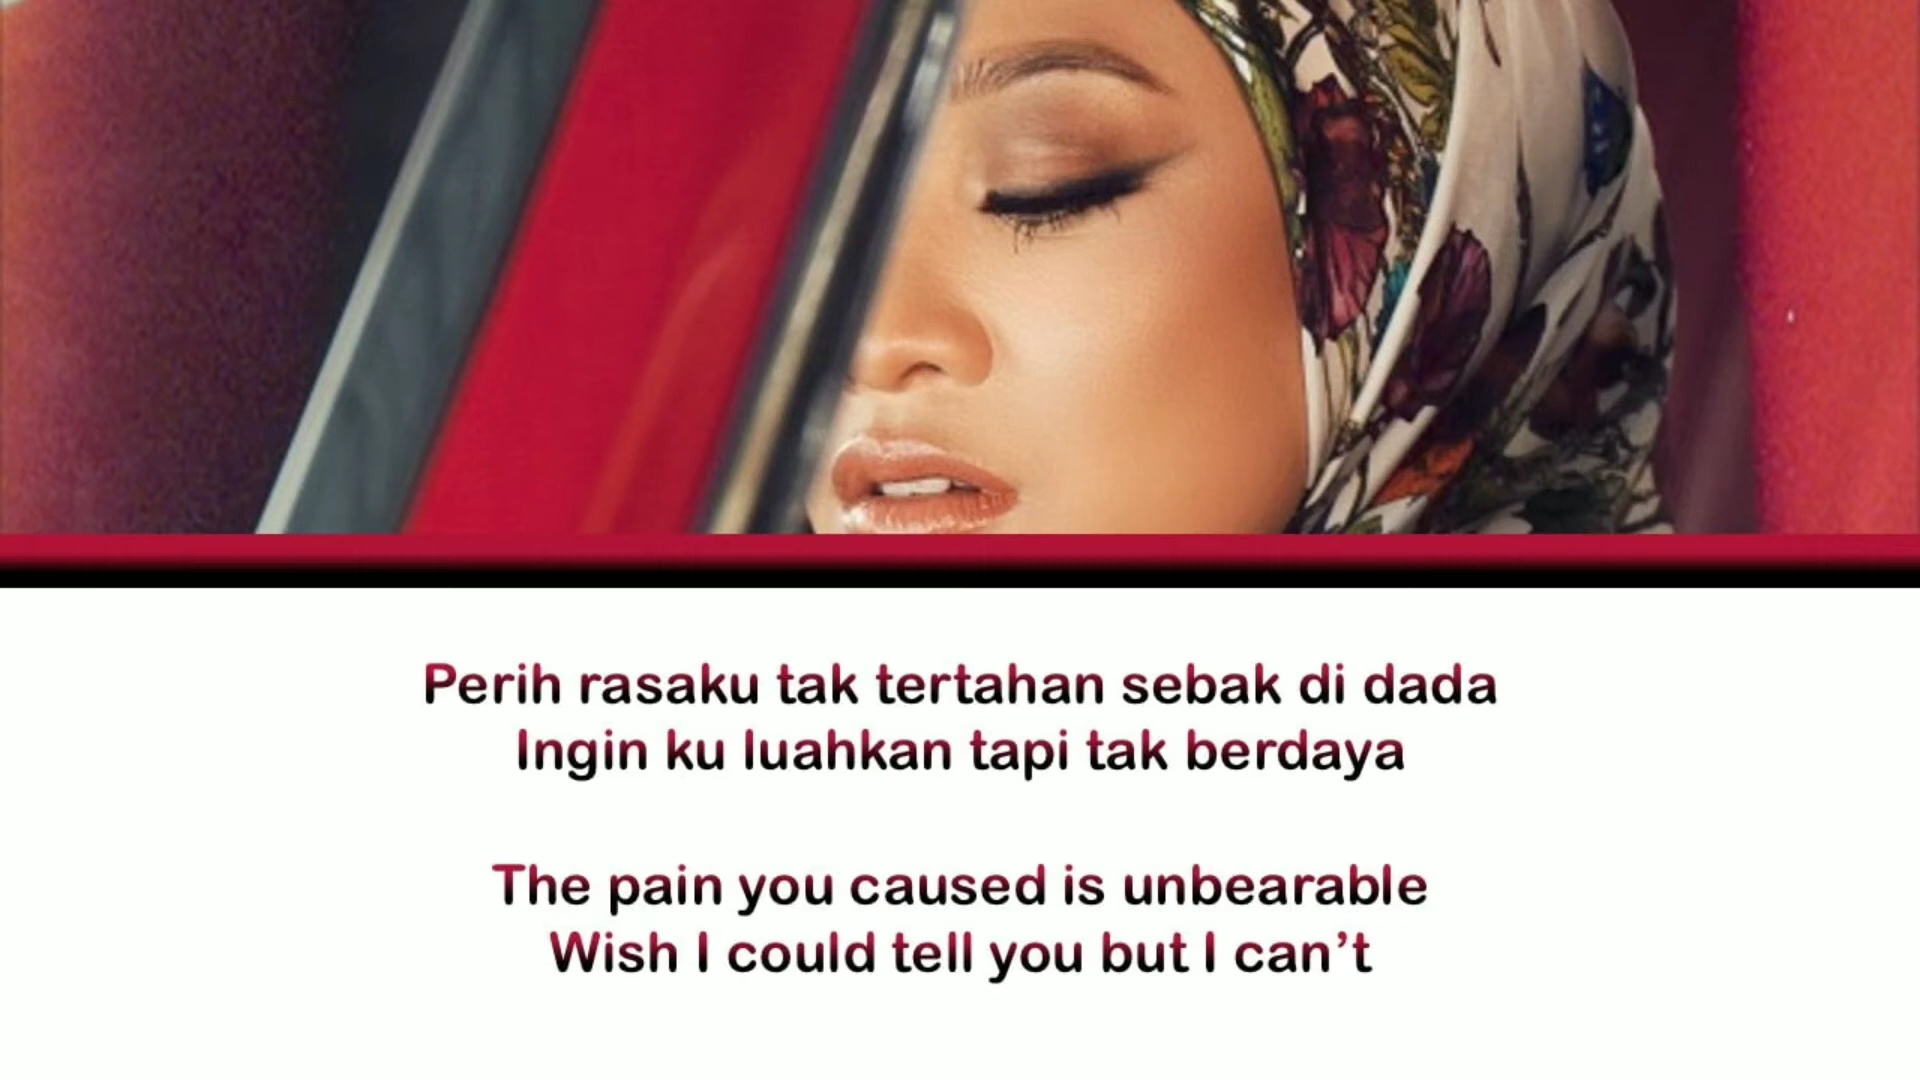 Perih rasaku tak tertahan sebak di dada
Ingin ku luahkan tapi tak berdaya
The pain you caused is unbearable
Wish I could tell you but I can’t